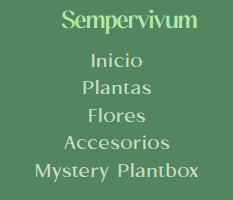 Sempervivum
Inicio
Plantas
Flores
Accesorios
Mystery Plantbox